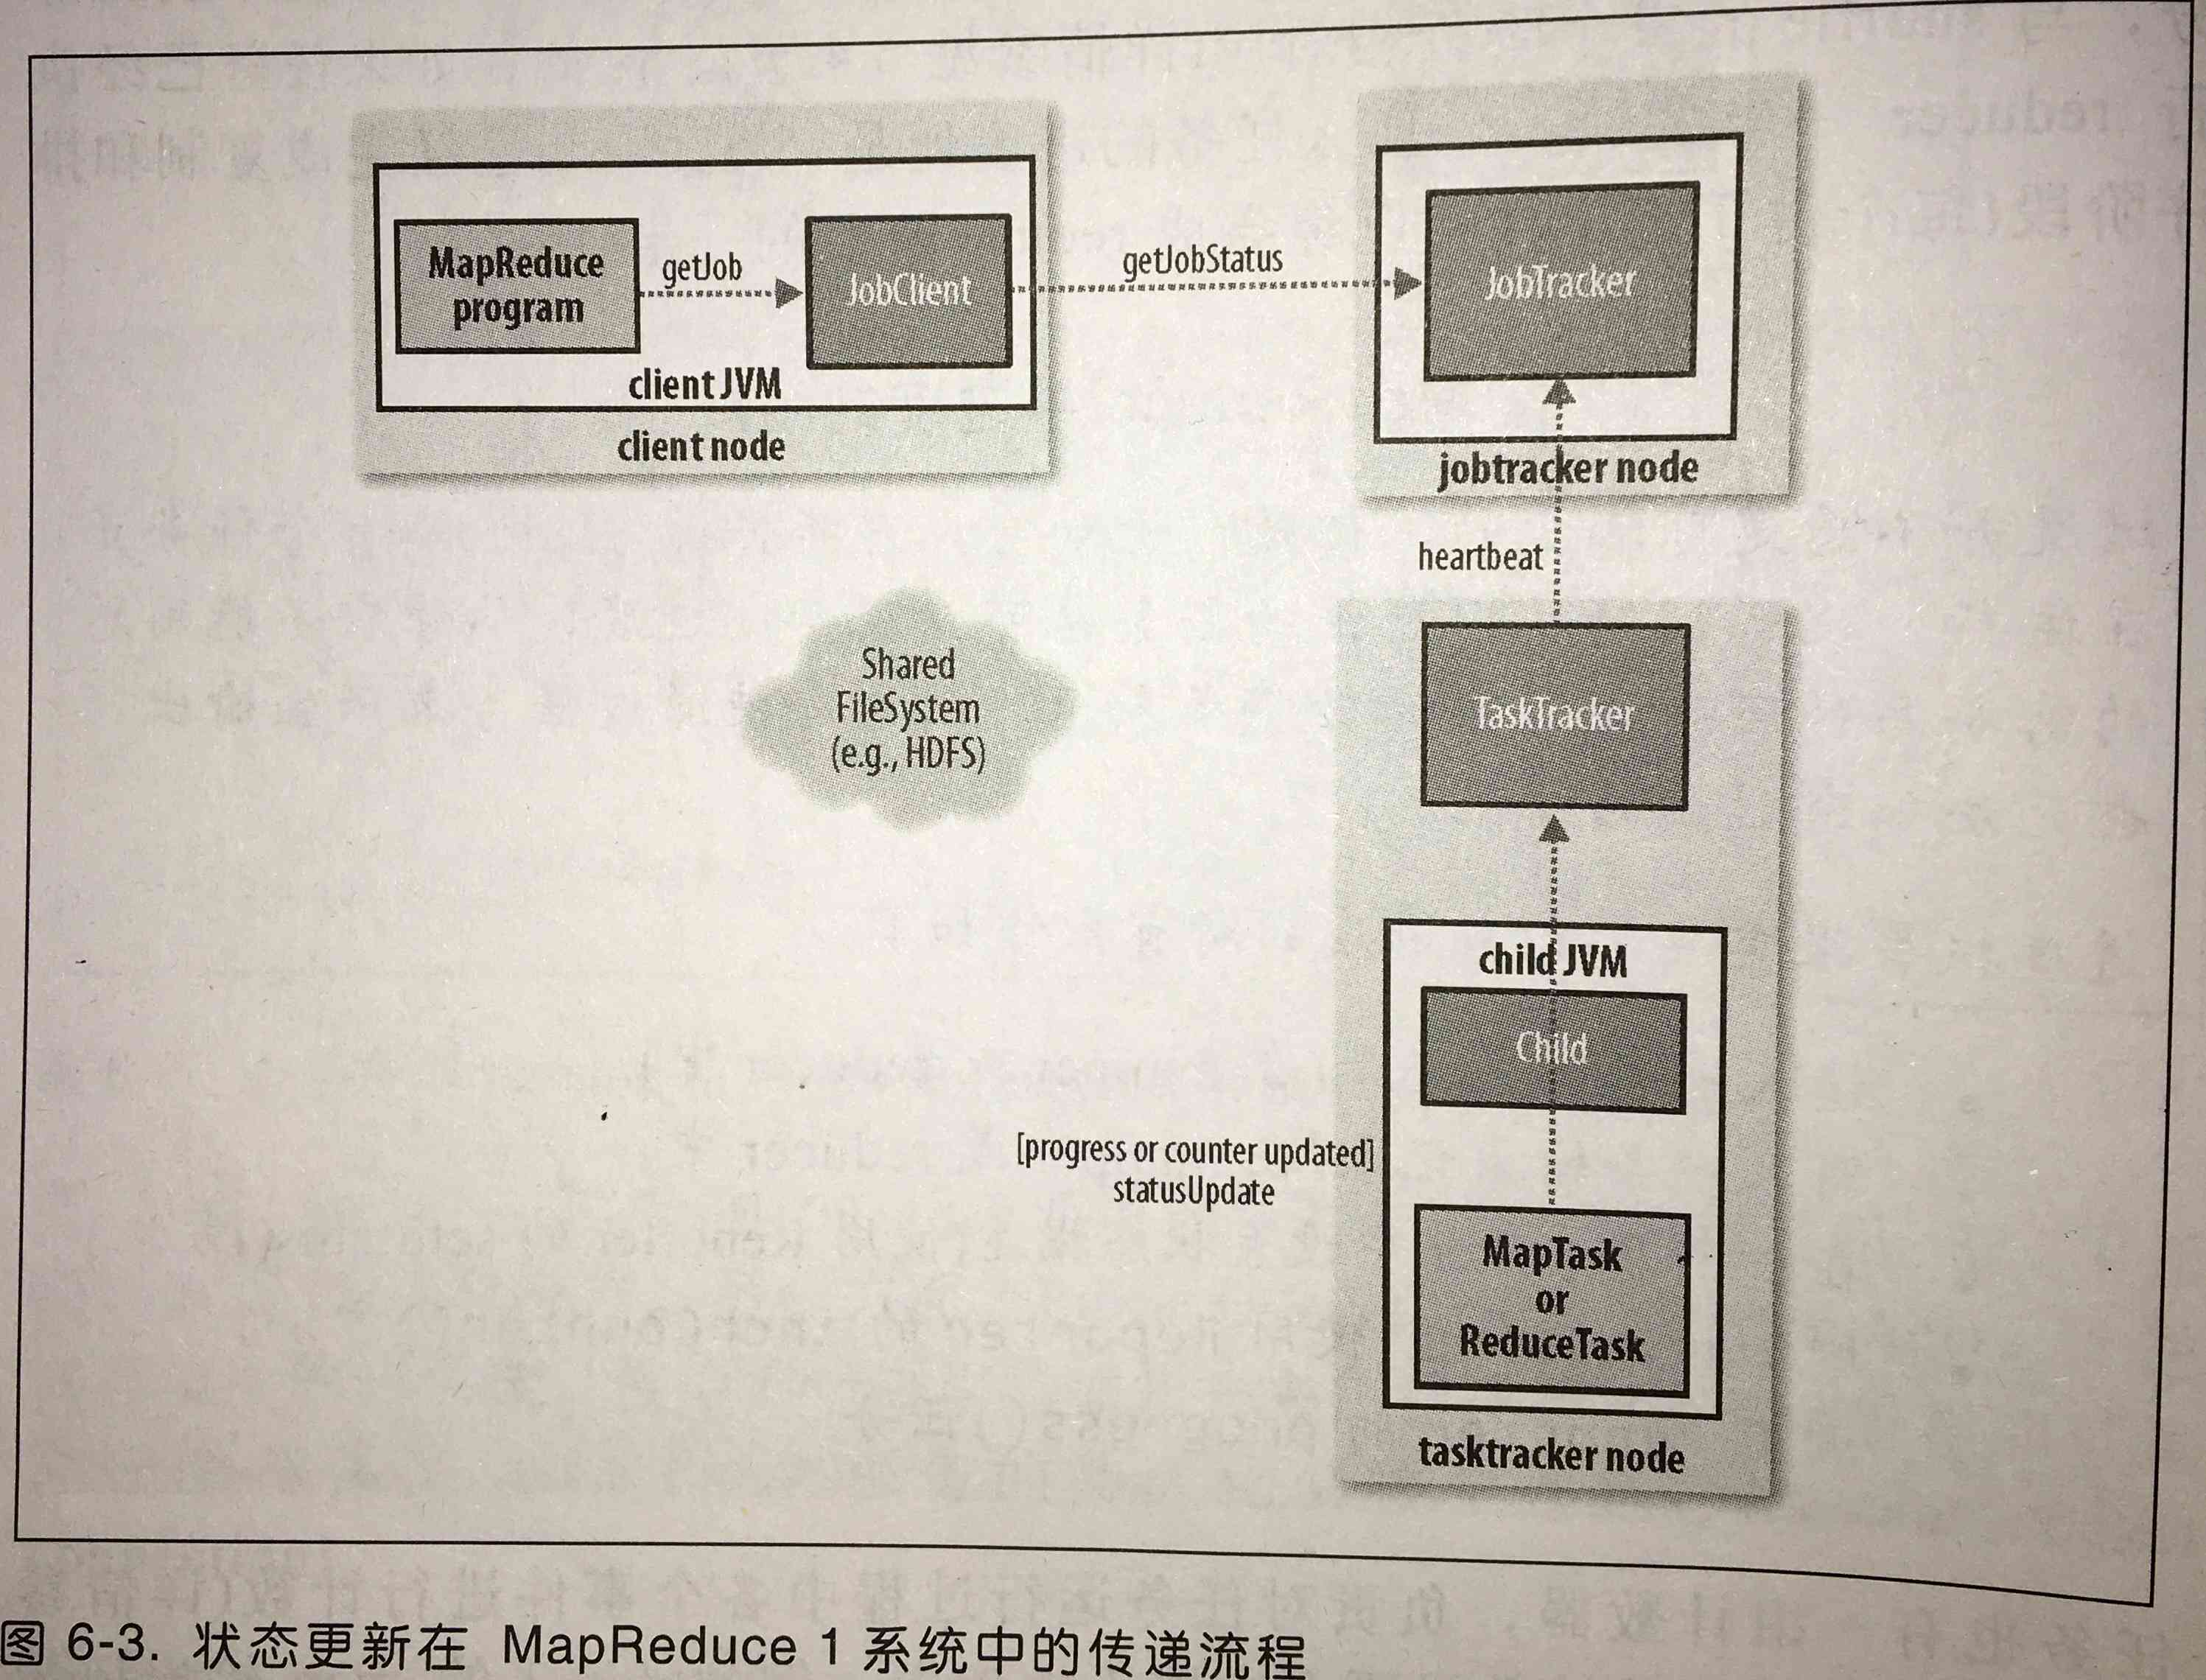 MapReduce
program
getJob
JobClient
client JVM
client node
getJobStatus
JobTracker
jobtracker node
heartbeat
Shared
FileSystem
(e.g., HDFS)
TaskTracker
child JVM
Child
[progress or counter updated]
statusUpdate
MapTask
or
ReduceTask
tasktracker node
图 6-3. 状态更新在 MapReduce 1 系统中的传递流程